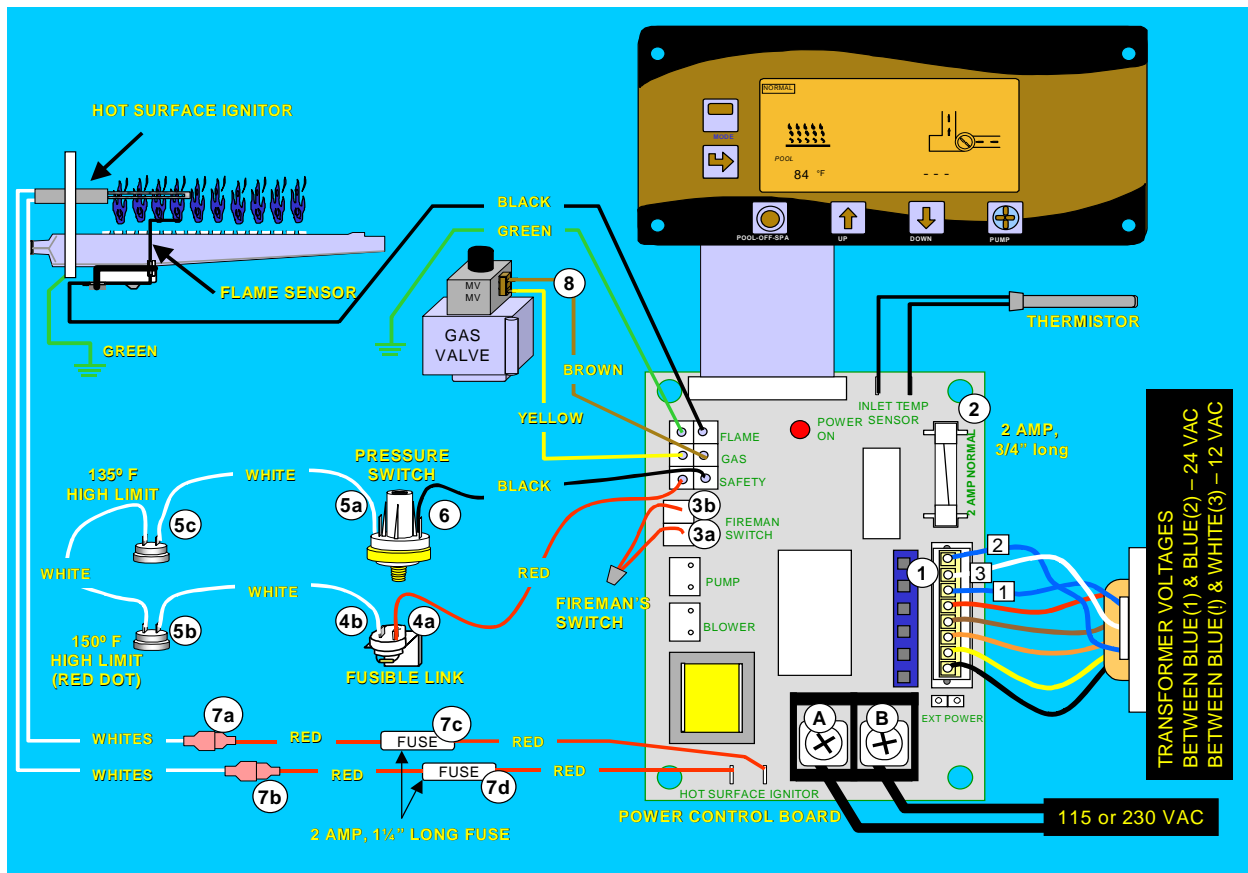 NORMAL
MODE
POOL
84 °F
- - -
POOL-OFF-SPA
UP
DOWN
PUMP
HOT SURFACE IGNITOR
FLAME SENSOR
GREEN
BLACK
GREEN
MV
MV
GAS
VALVE
8
BROWN
YELLOW
THERMISTOR
INLET TEMP
SENSOR
POWER
ON
2
2 AMP,
3/4" long
2 AMP NORMAL
FLAME
GAS
SAFETY
BLACK
3b
3a
FIREMAN
SWITCH
PUMP
BLOWER
FIREMAN'S
SWITCH
RED
PRESSURE
SWITCH
5a
6
WHITE
135º F
HIGH LIMIT
5c
WHITE
WHITE
150º F
HIGH LIMIT
(RED DOT)
5b
4b
4a
FUSIBLE LINK
1
2
3
1
TRANSFORMER VOLTAGES
BETWEEN BLUE(1) & BLUE(2) – 24 VAC
BETWEEN BLUE(!) & WHITE(3) – 12 VAC
EXT POWER
A
B
115 or 230 VAC
HOT SURFACE IGNITOR
POWER CONTROL BOARD
WHITES
7a
RED
FUSE
7c
RED
WHITES
7b
RED
FUSE
7d
RED
2 AMP, 1¼" LONG FUSE